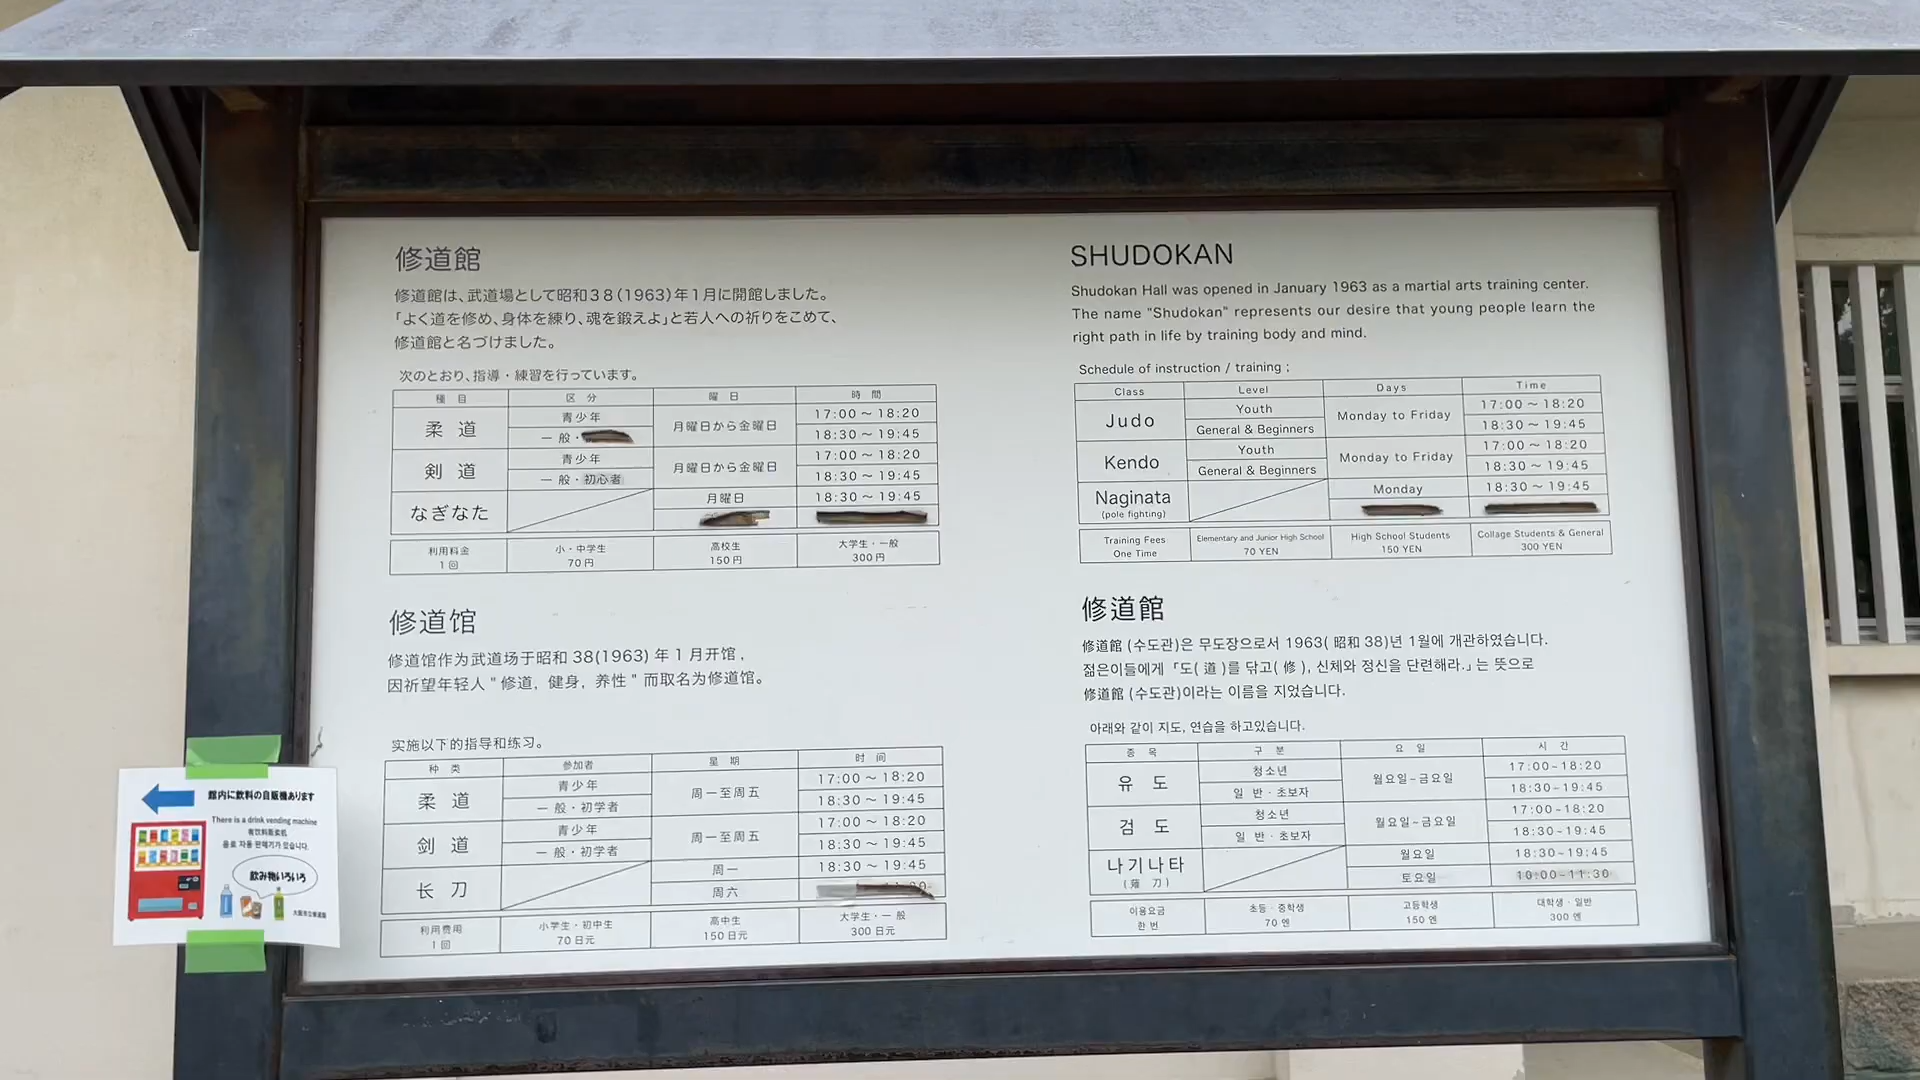 修道館
修道館は、武道場として昭和38(1963)年1月に開館しました。
「よく道を修め、身体を練り、魂を鍛えよ」と若人への祈りをこめて、
修道館と名づけました。
次のとおり、指導・練習を行っています。
種 目 区 分 曜 日 時 間
柔 道 青少年 月曜日から金曜日 17:00～18:20
一 般・ 18:30～19:45
剣 道 青少年 月曜日から金曜日 17:00～18:20
一 般・初心者 18:30～19:45
なぎなた 月曜日 18:30～19:45
利用料金 1回 小・中学生 70円 高校生 150円 大学生・一般 300円
SHUDOKAN
Shudokan Hall was opened in January 1963 as a martial arts training center.
The name "Shudokan" represents our desire that young people learn the
right path in life by training body and mind.
Schedule of instruction / training ;
Class Level Days Time
Judo Youth Monday to Friday 17:00～18:20
General & Beginners 18:30～19:45
Kendo Youth Monday to Friday 17:00～18:20
General & Beginners 18:30～19:45
Naginata (pole fighting) Monday 18:30～19:45
Training Fees One Time Elementary and Junior High School 70 YEN High School Students 150 YEN Collage Students & General 300 YEN
修道馆
修道馆作为武道场于昭和 38(1963) 年 1 月开馆，
因祈望年轻人"修道，健身，养性"而取名为修道馆。
实施以下的指导和练习。
种 类 参加者 星 期 时 间
柔 道 青少年 周一至周五 17:00～18:20
一 般・初学者 18:30～19:45
剑 道 青少年 周一至周五 17:00～18:20
一 般・初学者 18:30～19:45
长 刀 周一 18:30～19:45
周六
利用费用 1回 小学生・初中生 70日元 高中生 150日元 大学生・一 般 300日元
修道館
修道館 (수도관)은 무도장으로서 1963( 昭和 38)년 1월에 개관하였습니다.
젊은이들에게「도( 道 )를 닦고( 修 ), 신체와 정신을 단련해라.」는 뜻으로
修道館 (수도관)이라는 이름을 지었습니다.
아래와 같이 지도, 연습을 하고있습니다.
종 목 구 분 요 일 시 간
유 도 청소년 월요일~금요일 17:00~18:20
일 반・초보자 18:30~19:45
검 도 청소년 월요일~금요일 17:00~18:20
일 반・초보자 18:30~19:45
나기나타 (薙 刀) 월요일 18:30~19:45
토요일 10:00-11:30
이용요금 한 번 초등・중학생 70 엔 고등학생 150 엔 대학생・일반 300 엔
館内に飲料の自販機あります
There is a drink vending machine
有饮料贩卖机
음료 자동 판매기가 있습니다.
飲み物いろいろ
大阪市立修道館